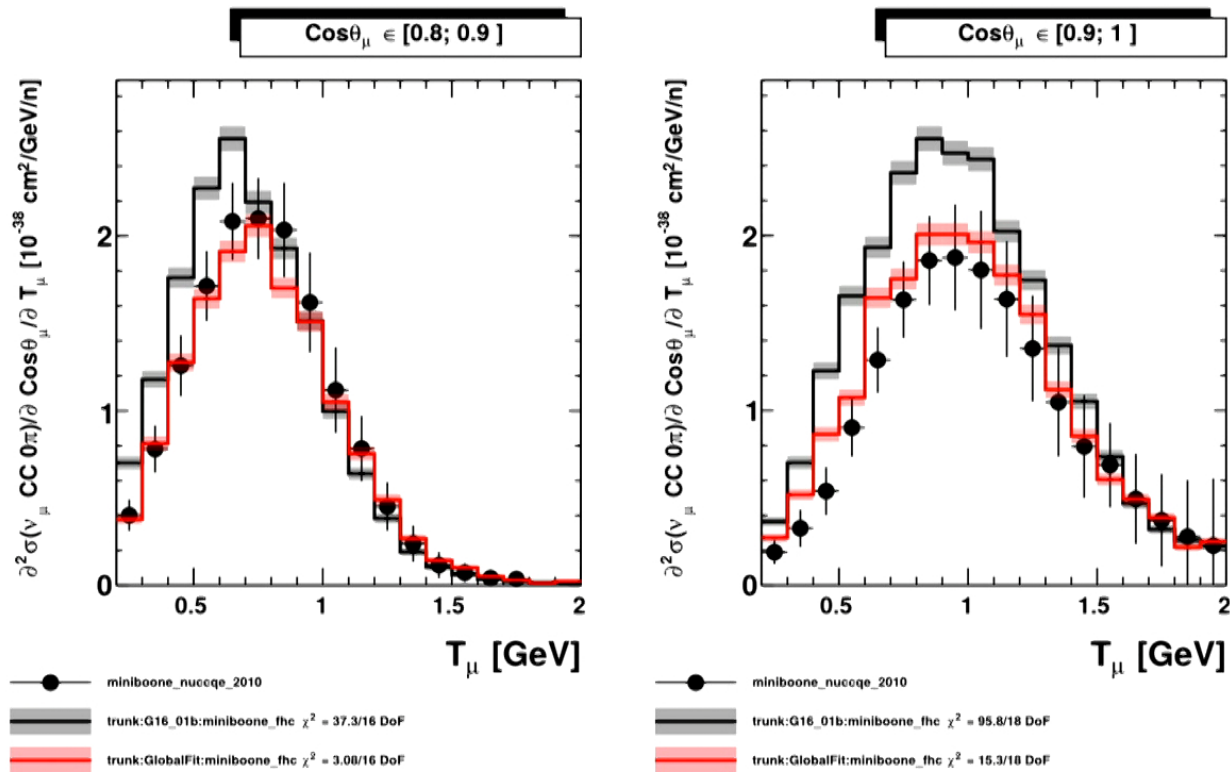 Cosθμ ∈ [0.8; 0.9 ]
∂²σ(νμ CC 0π)/∂ Cosθμ/∂ Tμ [10⁻³⁸ cm²/GeV/n]
2
1
0
0.5 1 1.5 2
Tμ [GeV]
miniboone_nuccqe_2010
trunk:G16_01b:miniboone_fhc χ² = 37.3/16 DoF
trunk:GlobalFit:miniboone_fhc χ² = 3.08/16 DoF
Cosθμ ∈ [0.9; 1 ]
∂²σ(νμ CC 0π)/∂ Cosθμ/∂ Tμ [10⁻³⁸ cm²/GeV/n]
2
1
0
0.5 1 1.5 2
Tμ [GeV]
miniboone_nuccqe_2010
trunk:G16_01b:miniboone_fhc χ² = 95.8/18 DoF
trunk:GlobalFit:miniboone_fhc χ² = 15.3/18 DoF